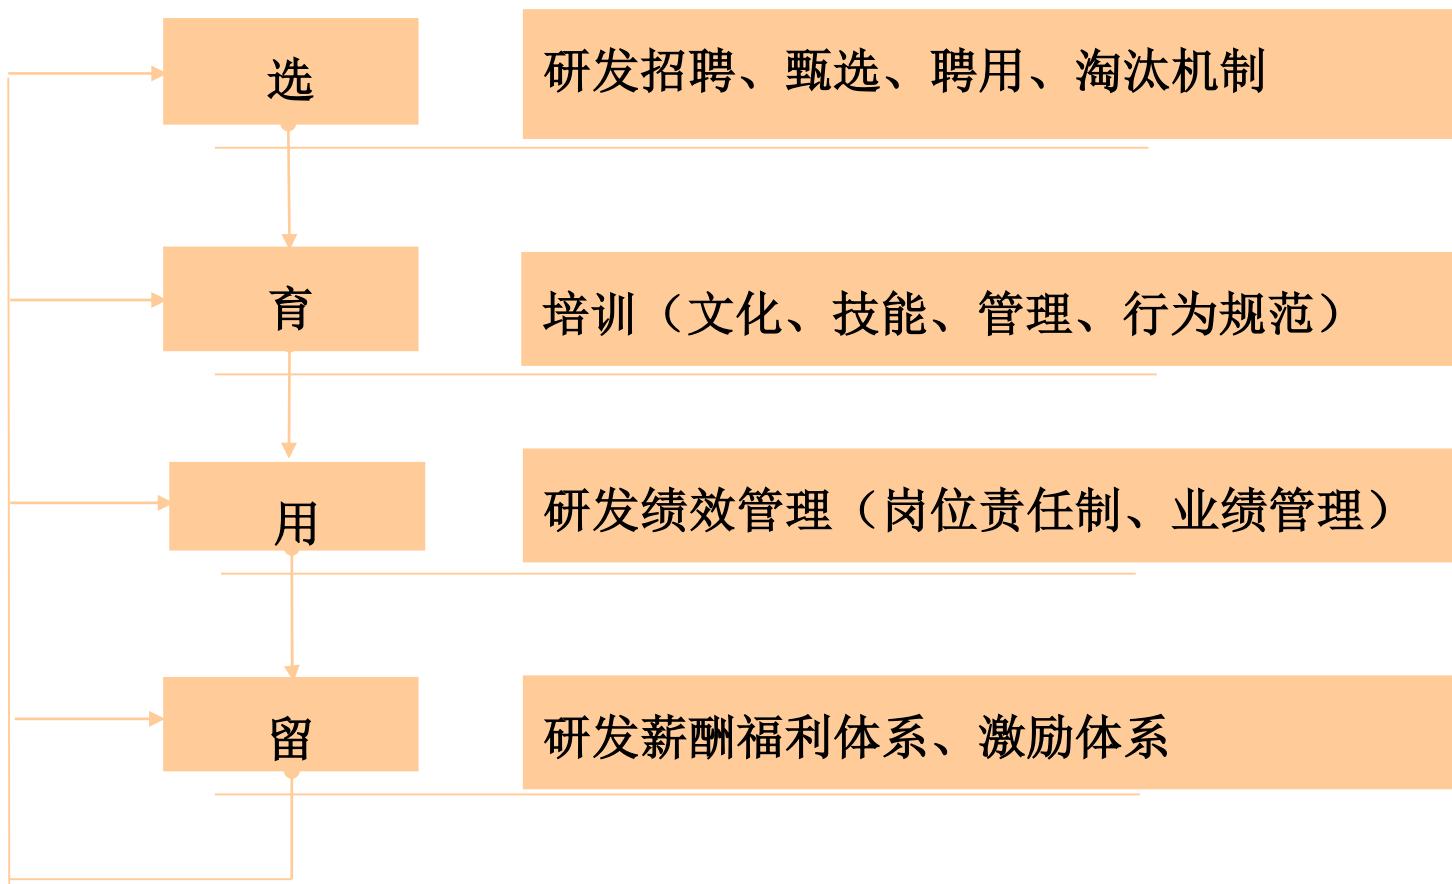 选
研发招聘、甄选、聘用、淘汰机制
育
培训（文化、技能、管理、行为规范）
用
研发绩效管理（岗位责任制、业绩管理）
留
研发薪酬福利体系、激励体系